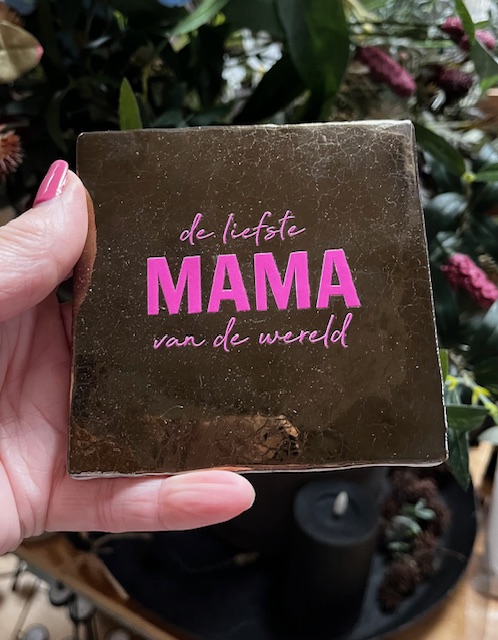 de liefste
MAMA
van de wereld